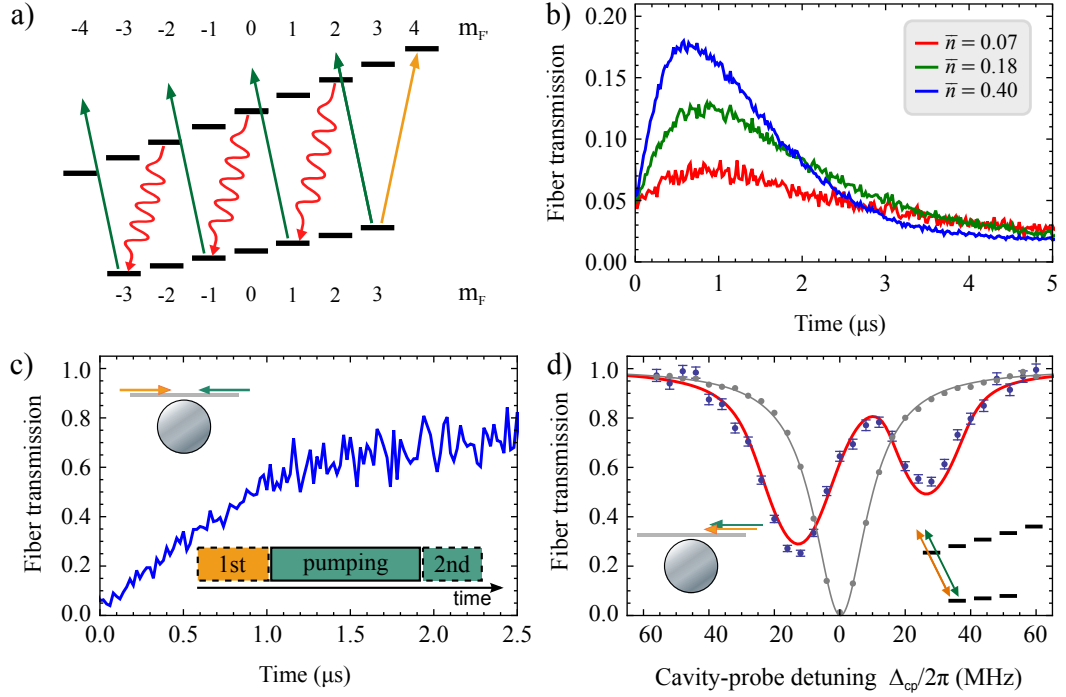 a)
-4 -3 -2 -1 0 1 2 3 4 m_F'
-3 -2 -1 0 1 2 3 m_F
b)
Fiber transmission
0.20
0.15
0.10
0.05
0.00
n̄ = 0.07
n̄ = 0.18
n̄ = 0.40
0 1 2 3 4 5
Time (μs)
c)
Fiber transmission
1.0
0.8
0.6
0.4
0.2
0.0
1st pumping 2nd
time
0.0 0.5 1.0 1.5 2.0 2.5
Time (μs)
d)
Fiber transmission
1.0
0.8
0.6
0.4
0.2
0.0
60 40 20 0 20 40 60
Cavity-probe detuning Δ_cp/2π (MHz)